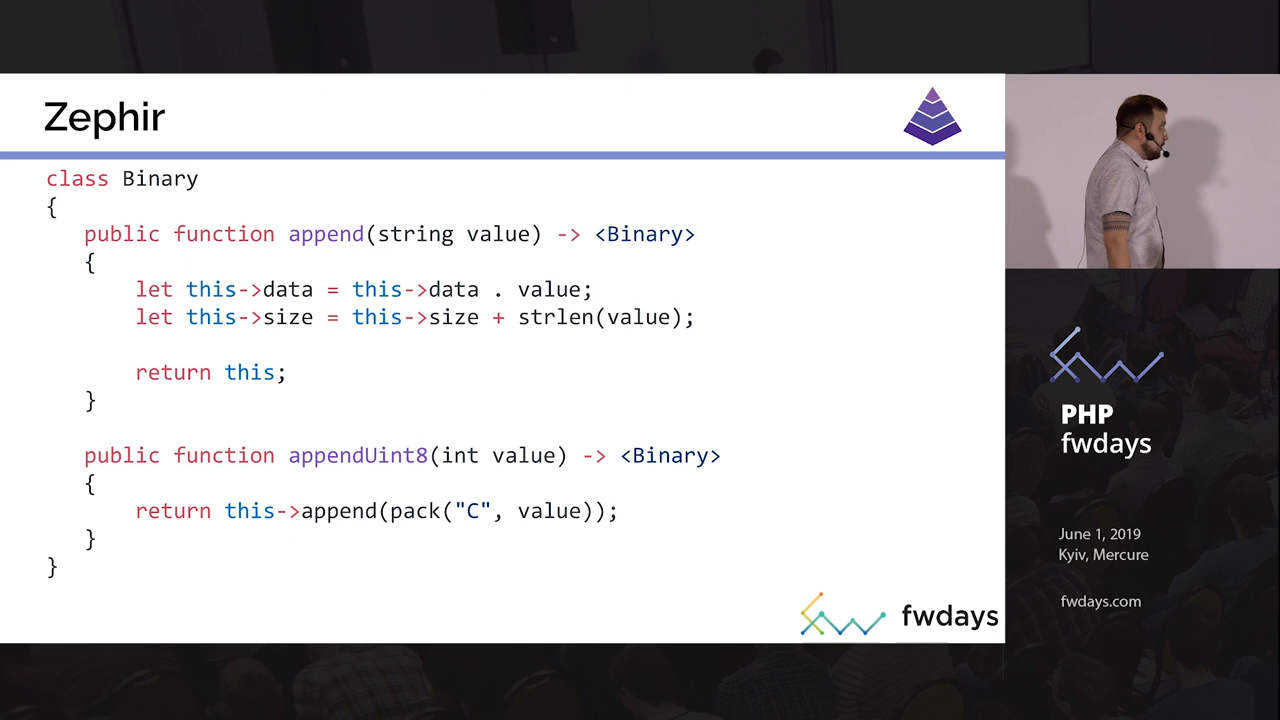 Zephir
class Binary
{
public function append(string value) -> <Binary>
{
let this->data = this->data . value;
let this->size = this->size + strlen(value);
return this;
}
public function appendUint8(int value) -> <Binary>
{
return this->append(pack("C", value));
}
}
fwdays
PHP
fwdays
June 1, 2019
Kyiv, Mercure
fwdays.com